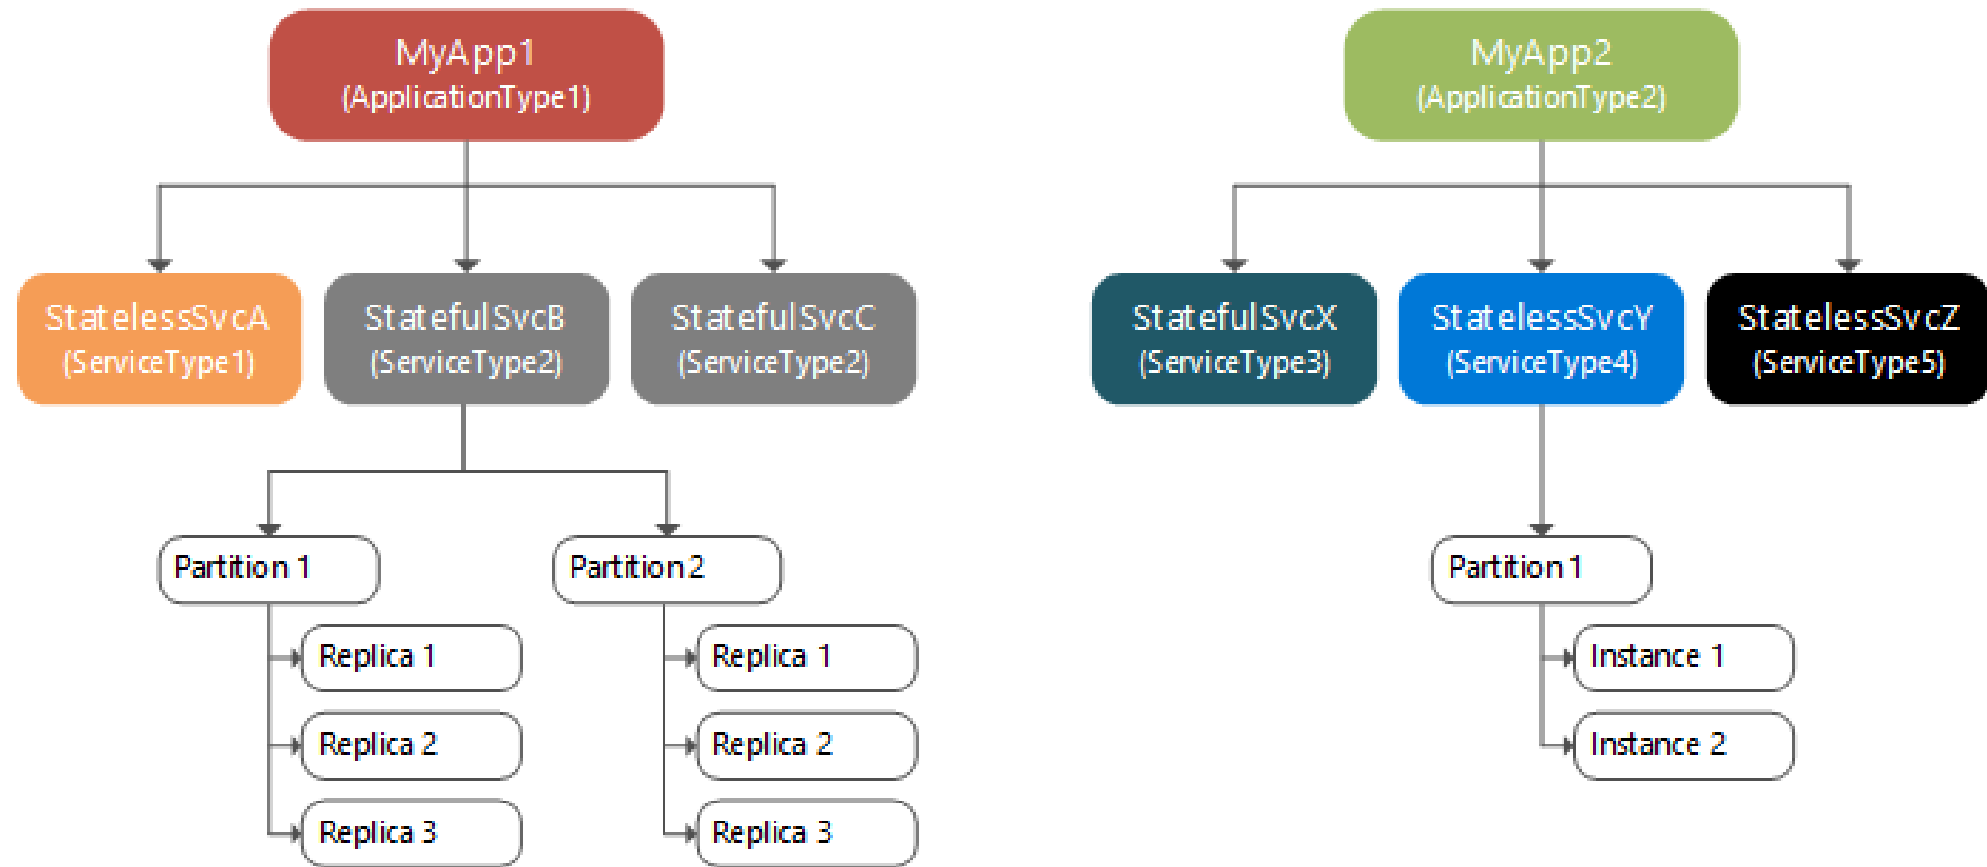 MyApp1
(ApplicationType1)
MyApp2
(ApplicationType2)
StatelessSvcA
(ServiceType1)
StatefulSvcB
(ServiceType2)
StatefulSvcC
(ServiceType2)
StatefulSvcX
(ServiceType3)
StatelessSvcY
(ServiceType4)
StatelessSvcZ
(ServiceType5)
Partition 1
Replica 1
Replica 2
Replica 3
Partition 2
Replica 1
Replica 2
Replica 3
Partition 1
Instance 1
Instance 2